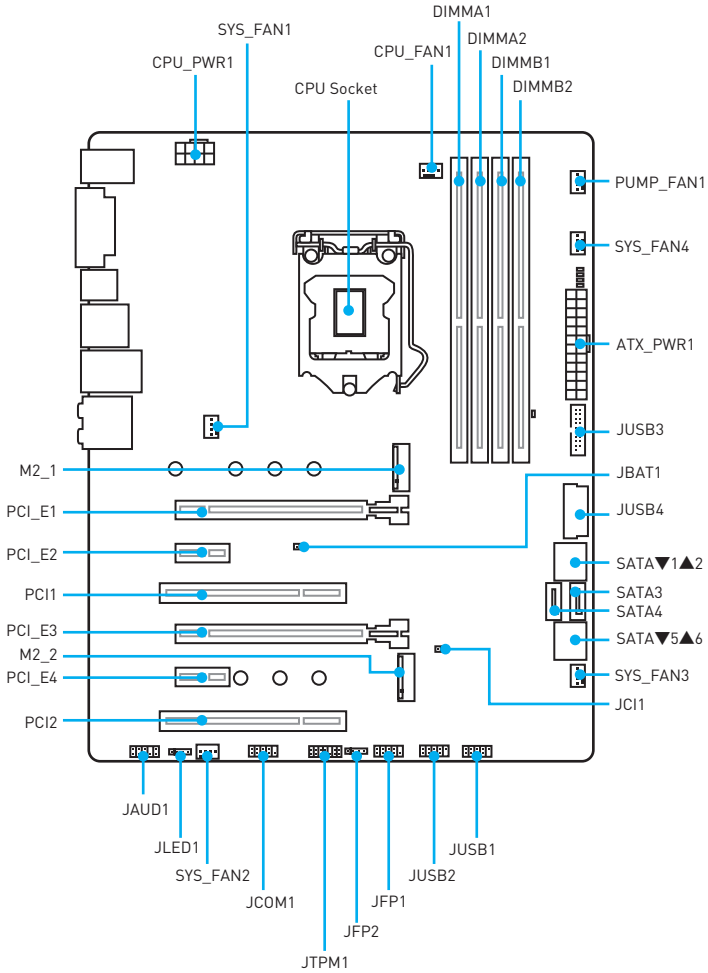 DIMMA1
SYS_FAN1
DIMMA2
CPU_FAN1
CPU_PWR1
DIMMB1
CPU Socket
DIMMB2
PUMP_FAN1
SYS_FAN4
ATX_PWR1
JUSB3
M2_1
JBAT1
PCI_E1
JUSB4
PCI_E2
SATA▼1▲2
PCI1
SATA3
SATA4
PCI_E3
SATA▼5▲6
M2_2
PCI_E4
SYS_FAN3
JCI1
PCI2
JAUD1
JLED1
JUSB1
SYS_FAN2
JUSB2
JCOM1
JFP1
JFP2
JTPM1